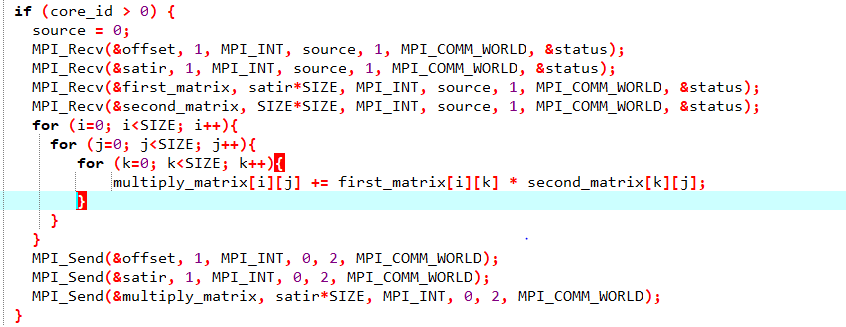 if (core_id > 0) {
source = 0;
MPI_Recv(&offset, 1, MPI_INT, source, 1, MPI_COMM_WORLD, &status);
MPI_Recv(&satir, 1, MPI_INT, source, 1, MPI_COMM_WORLD, &status);
MPI_Recv(&first_matrix, satir*SIZE, MPI_INT, source, 1, MPI_COMM_WORLD, &status);
MPI_Recv(&second_matrix, SIZE*SIZE, MPI_INT, source, 1, MPI_COMM_WORLD, &status);
for (i=0; i<SIZE; i++){
for (j=0; j<SIZE; j++){
for (k=0; k<SIZE; k++){
multiply_matrix[i][j] += first_matrix[i][k] * second_matrix[k][j];
}
}
}
MPI_Send(&offset, 1, MPI_INT, 0, 2, MPI_COMM_WORLD);
MPI_Send(&satir, 1, MPI_INT, 0, 2, MPI_COMM_WORLD);
MPI_Send(&multiply_matrix, satir*SIZE, MPI_INT, 0, 2, MPI_COMM_WORLD);
}